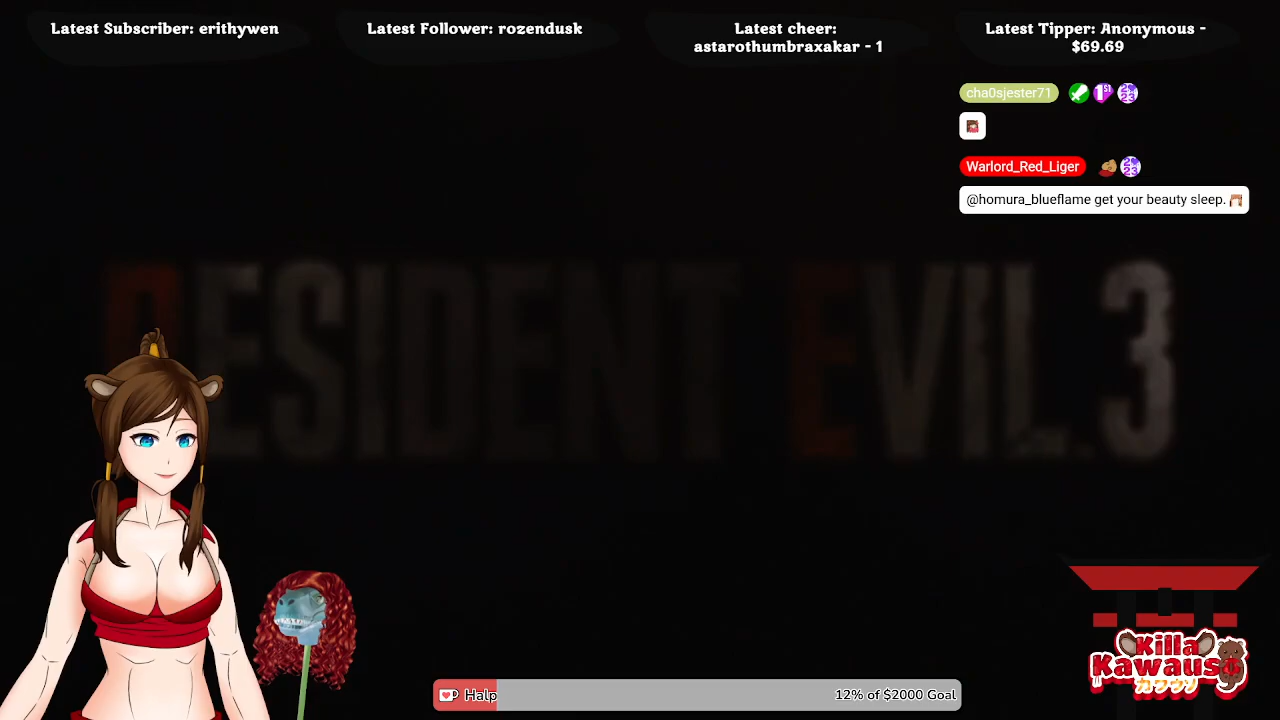 Latest Subscriber: erithywen
Latest Follower: rozendusk
Latest cheer:
astarothumbraxakar - 1
Latest Tipper: Anonymous -
$69.69
cha0sjester71
1ST
Warlord_Red_Liger
@homura_blueflame get your beauty sleep.
RESIDENT EVIL 3
Killa
Kawauso
カワウソ
Halp
12% of $2000 Goal